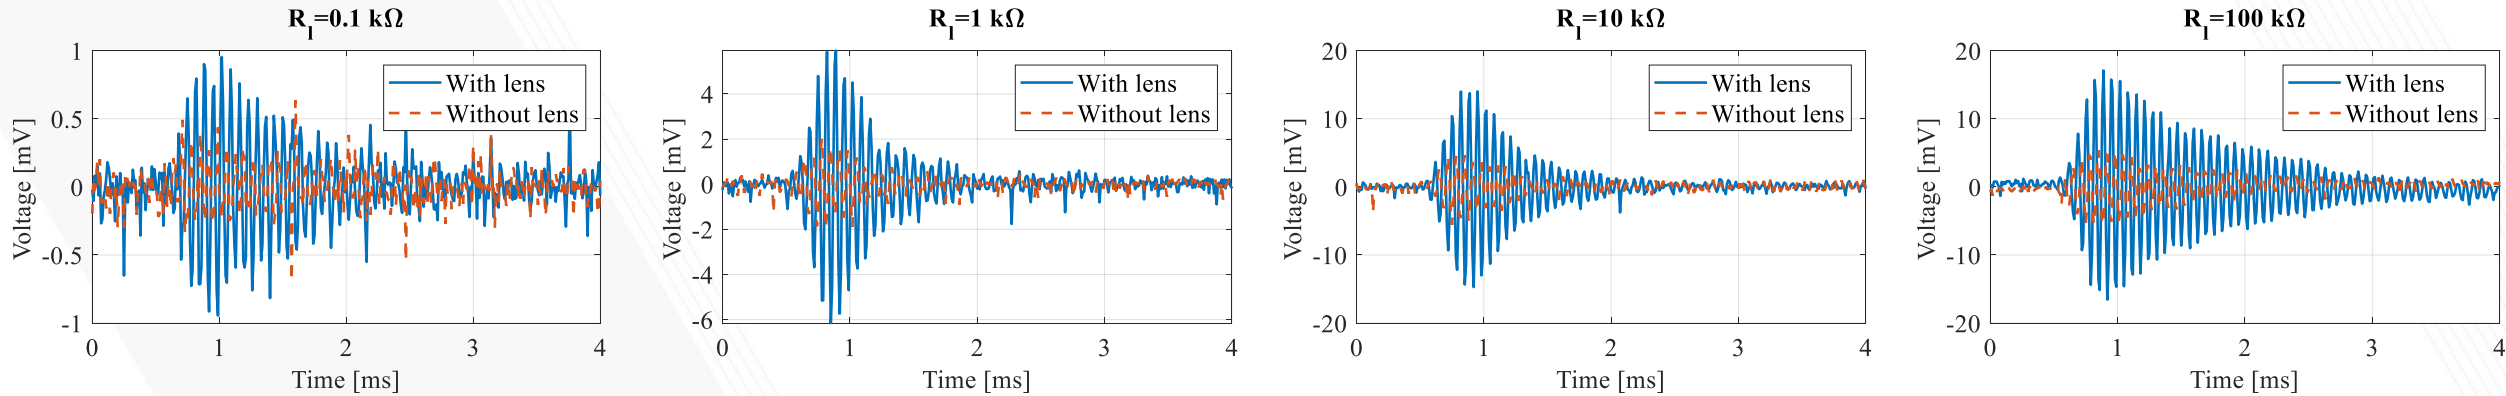 R_l=0.1 kΩ
Voltage [mV]
1
0.5
0
-0.5
-1
With lens
Without lens
0 1 2 3 4
Time [ms]
R_l=1 kΩ
Voltage [mV]
4
2
0
-2
-4
-6
With lens
Without lens
0 1 2 3 4
Time [ms]
R_l=10 kΩ
Voltage [mV]
20
10
0
-10
-20
With lens
Without lens
0 1 2 3 4
Time [ms]
R_l=100 kΩ
Voltage [mV]
20
10
0
-10
-20
With lens
Without lens
0 1 2 3 4
Time [ms]